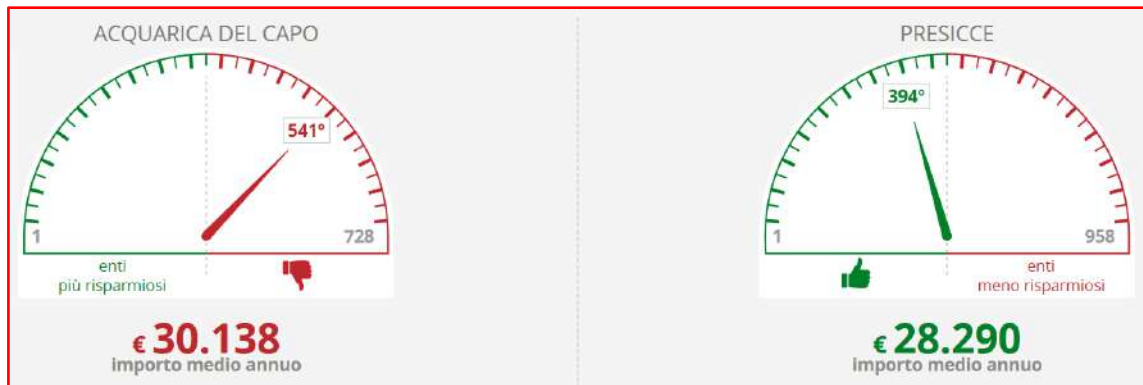 ACQUARICA DEL CAPO
541°
1
728
enti
più risparmiosi
€ 30.138
importo medio annuo
PRESICCE
394°
1
958
enti
meno risparmiosi
€ 28.290
importo medio annuo